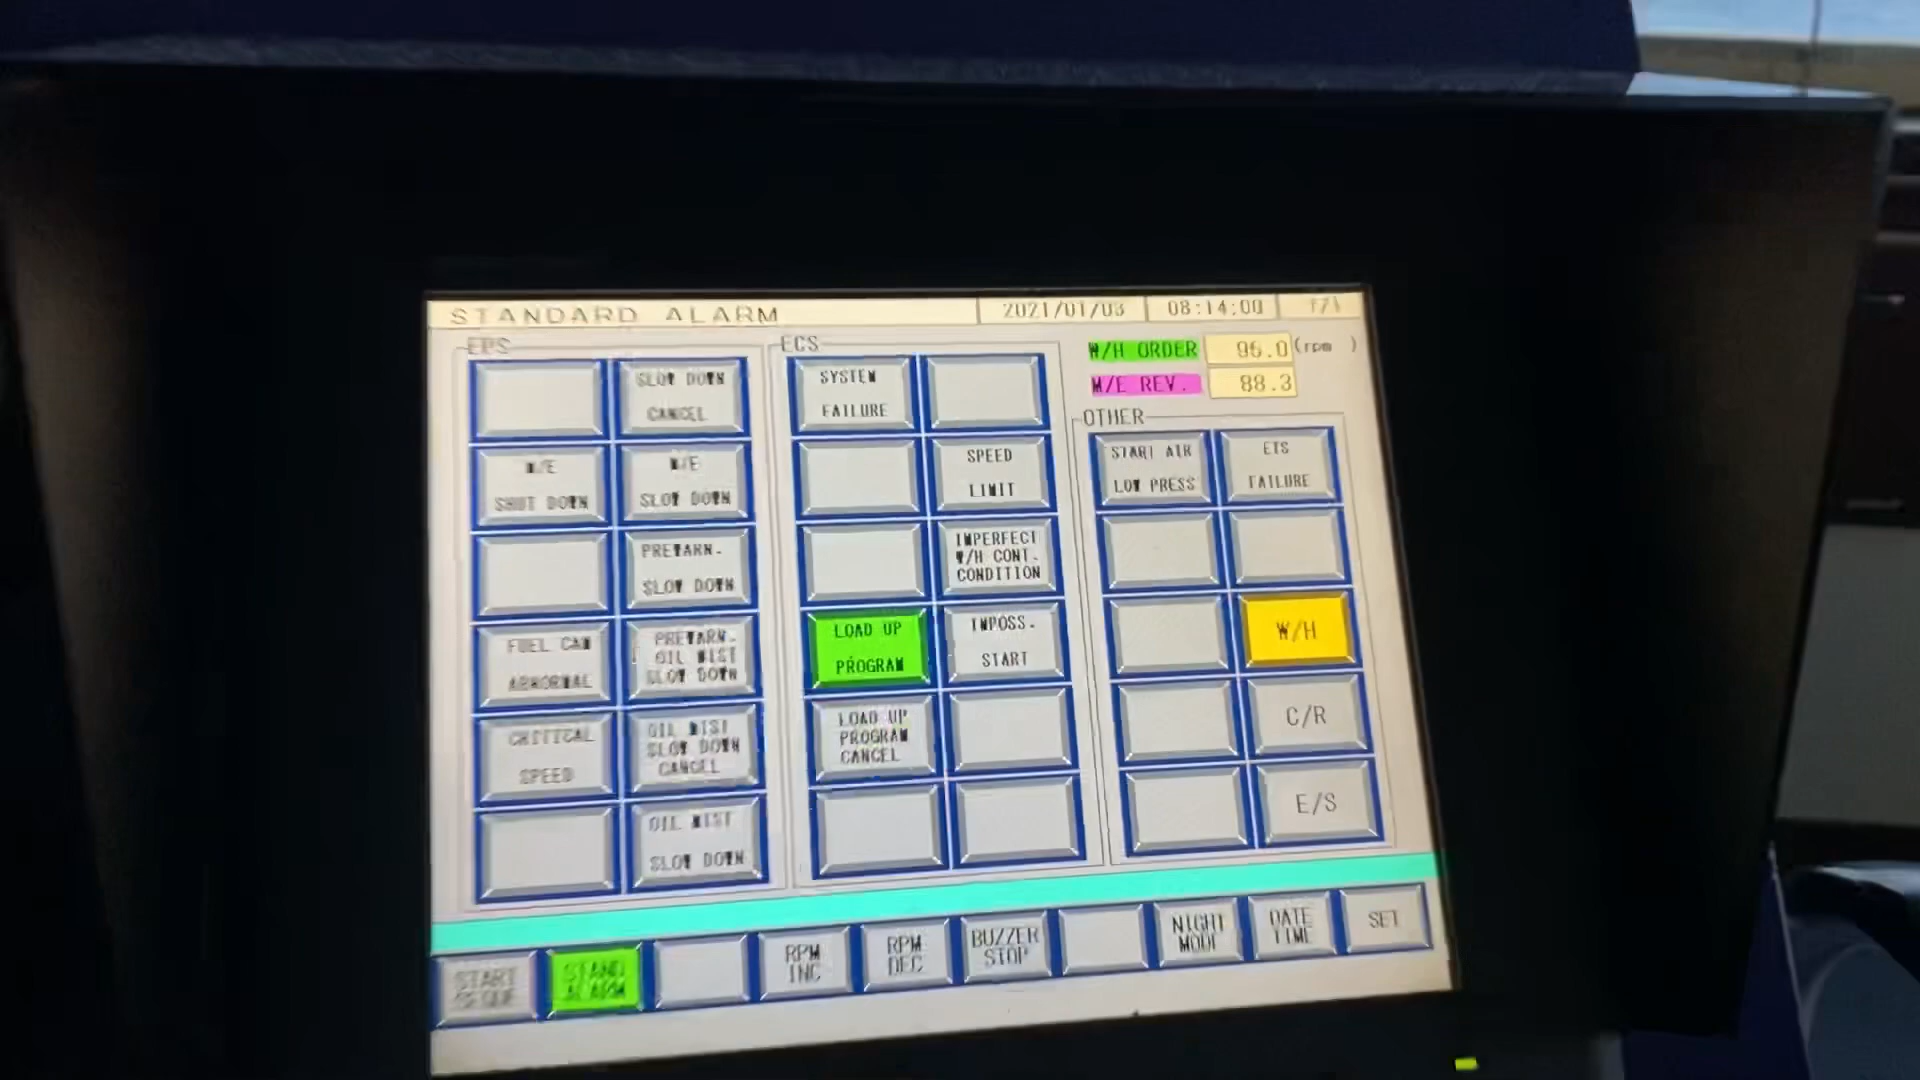 STANDARD ALARM
2021/01/03
08:14:00
EPS
SLOW DOWN
CANCEL
M/E
SHUT DOWN
M/E
SLOW DOWN
PREWARN.
SLOW DOWN
FUEL CAM
ABNORMAL
PREWARN.
OIL MIST
SLOW DOWN
CRITICAL
SPEED
OIL MIST
SLOW DOWN
CANCEL
OIL MIST
SLOW DOWN
ECS
SYSTEM
FAILURE
SPEED
LIMIT
IMPERFECT
W/H CONT.
CONDITION
LOAD UP
PROGRAM
IMPOSS.
START
LOAD UP
PROGRAM
CANCEL
W/H ORDER 96.0 (rpm )
M/E REV. 88.3
OTHER
START AIR
LOW PRESS
ETS
FAILURE
W/H
C/R
E/S
START
SEQUE
STAND
ALARM
RPM
INC
RPM
DEC
BUZZER
STOP
NIGHT
MODE
DATE
TIME
SET